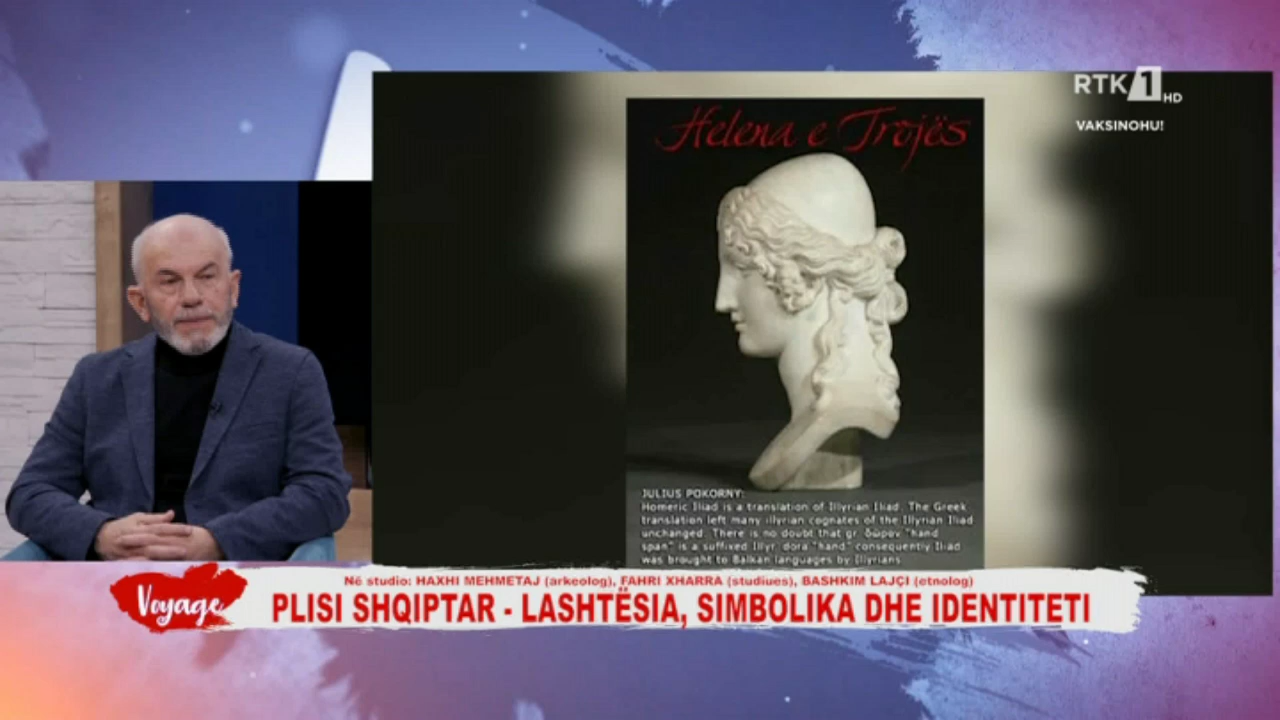 RTK 1 HD
VAKSINOHU!
Helena e Trojës
JULIUS POKORNY:
Homeric Iliad is a translation of Illyrian Iliad. The Greek
translation left many illyrian cognates of the Illyrian Iliad
unchanged. There is no doubt that gr. δῶρον "hand
span" is a suffixed Illyr. dora "hand" consequently Iliad
was brought to Balkan languages by Illyrians
Në studio: HAXHI MEHMETAJ (arkeolog), FAHRI XHARRA (studiues), BASHKIM LAJÇI (etnolog)
Voyage
PLISI SHQIPTAR - LASHTËSIA, SIMBOLIKA DHE IDENTITETI